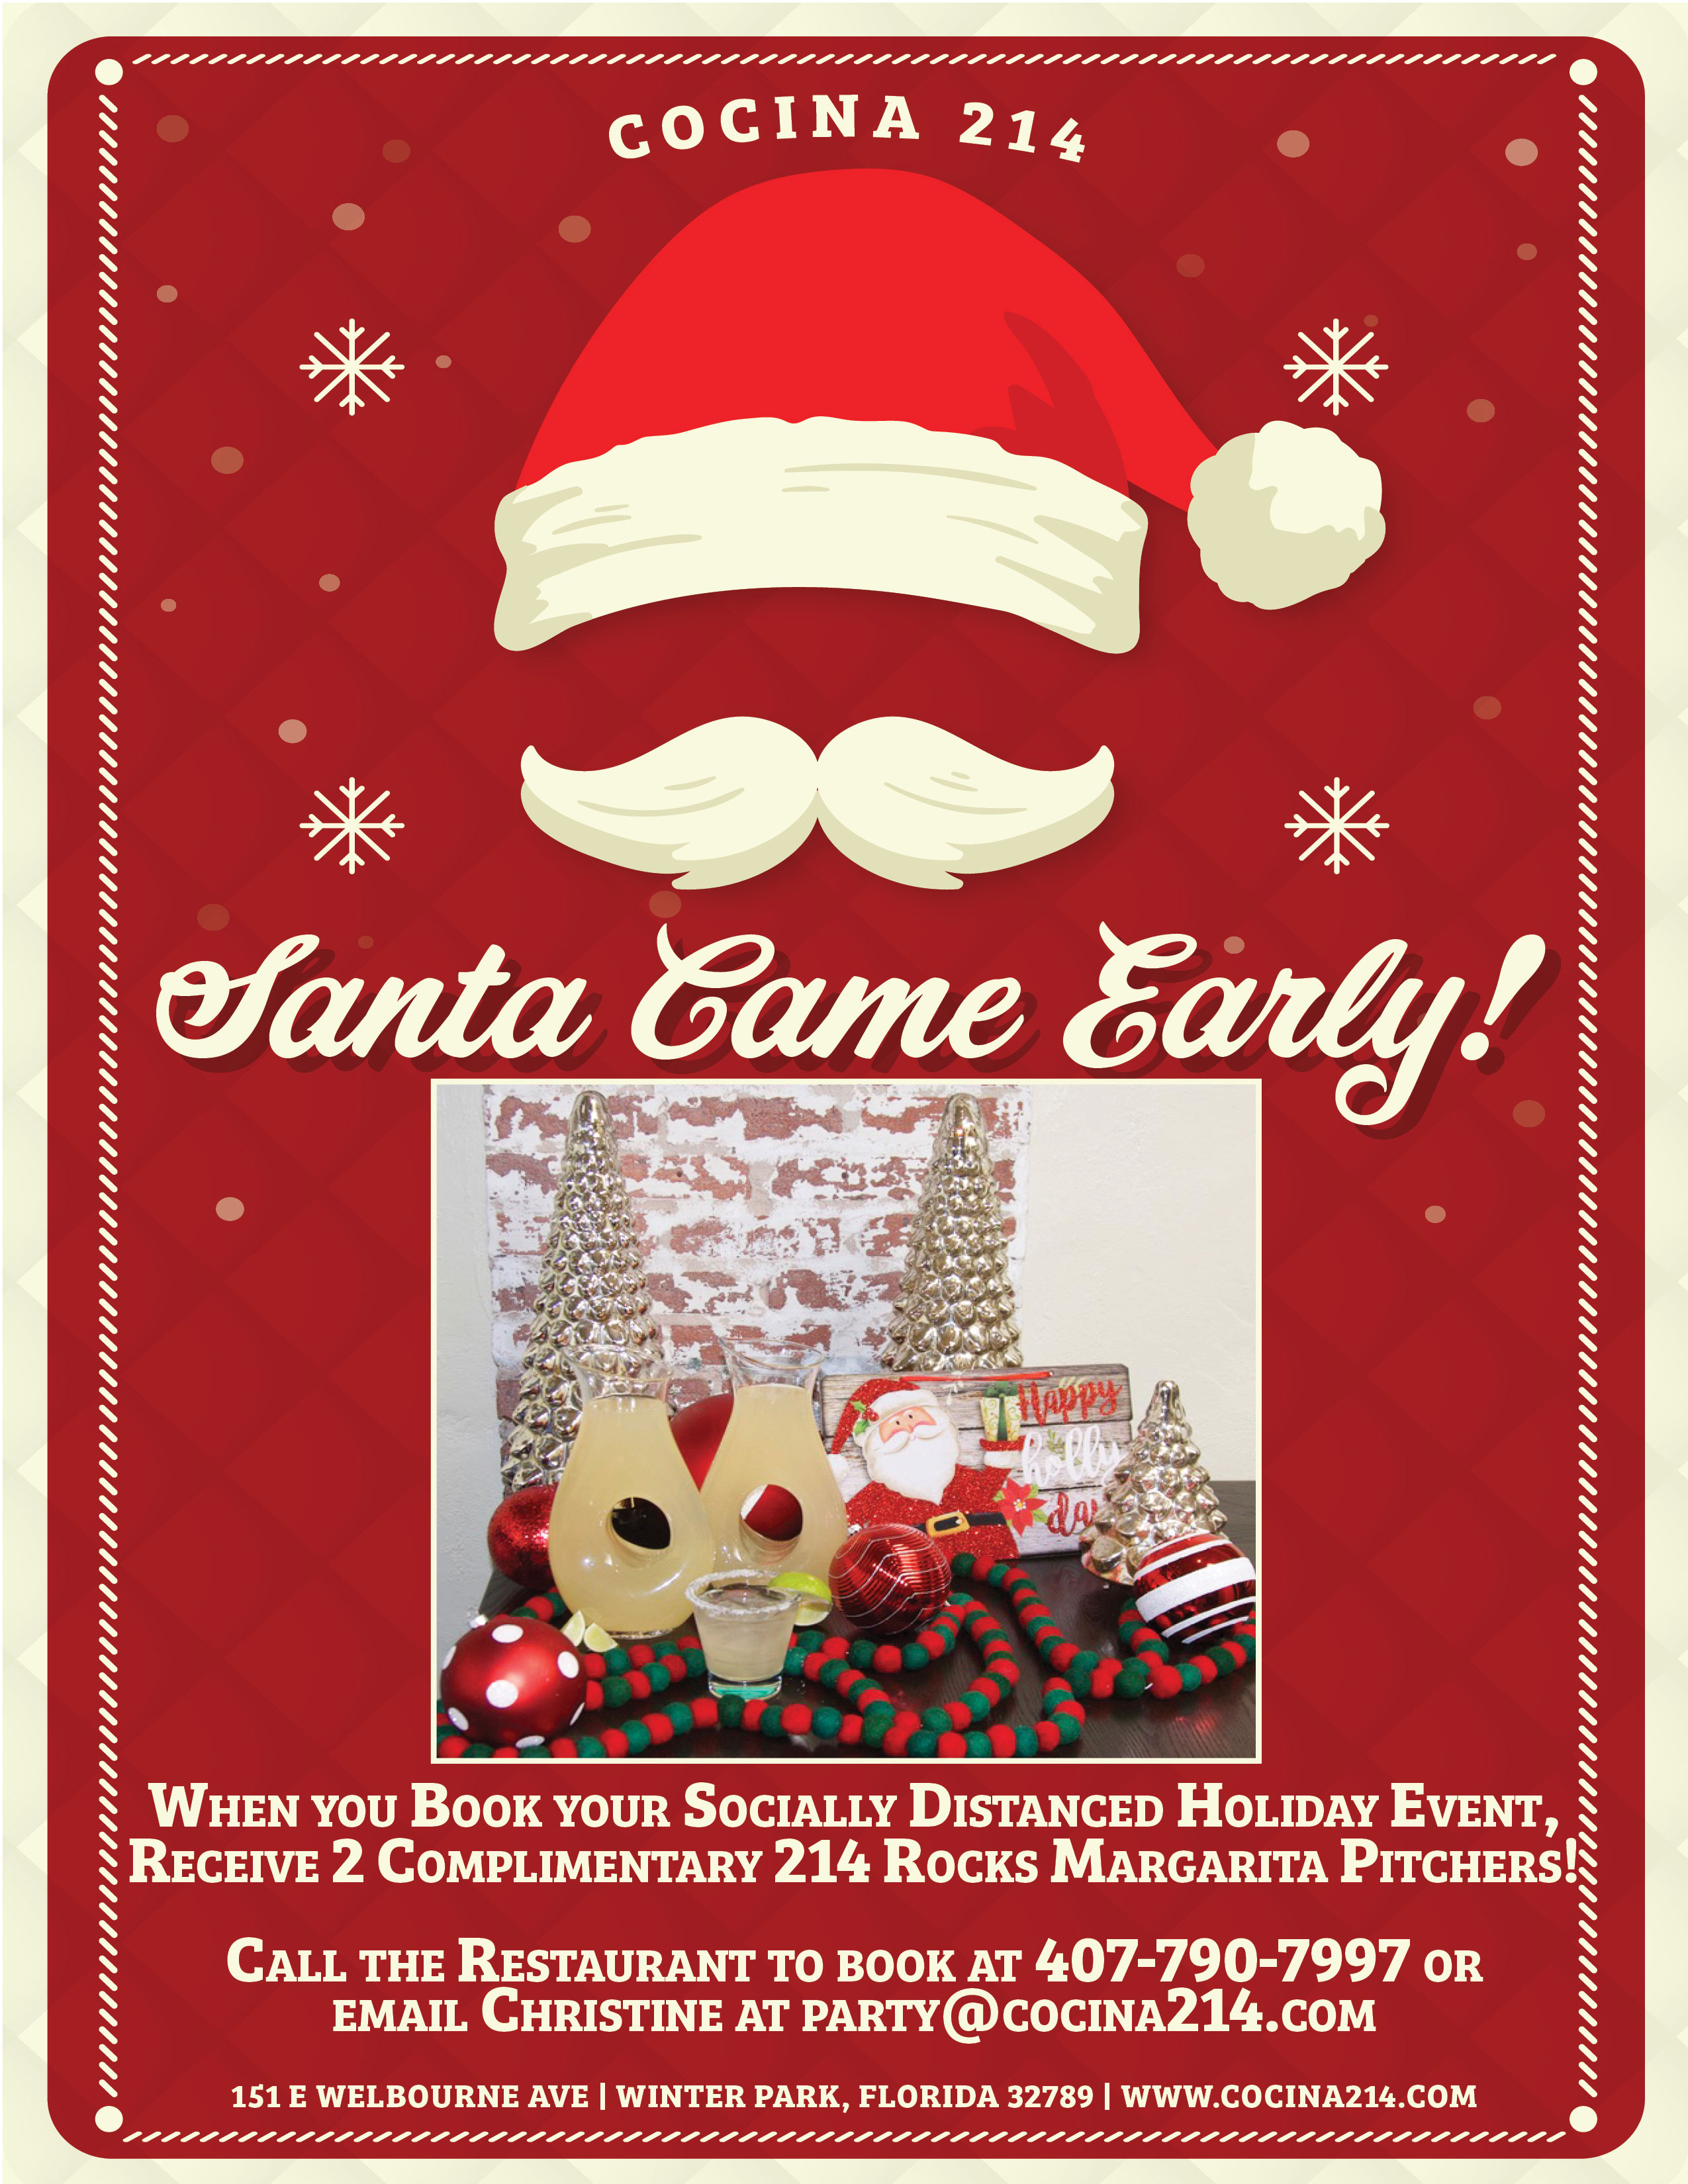 COCINA 214
Santa Came Early!
Happy
holly
When you Book your Socially Distanced Holiday Event,
Receive 2 Complimentary 214 Rocks Margarita Pitchers!
Call the Restaurant to book at 407-790-7997 or
email Christine at party@cocina214.com
151 E WELBOURNE AVE | WINTER PARK, FLORIDA 32789 | WWW.COCINA214.COM